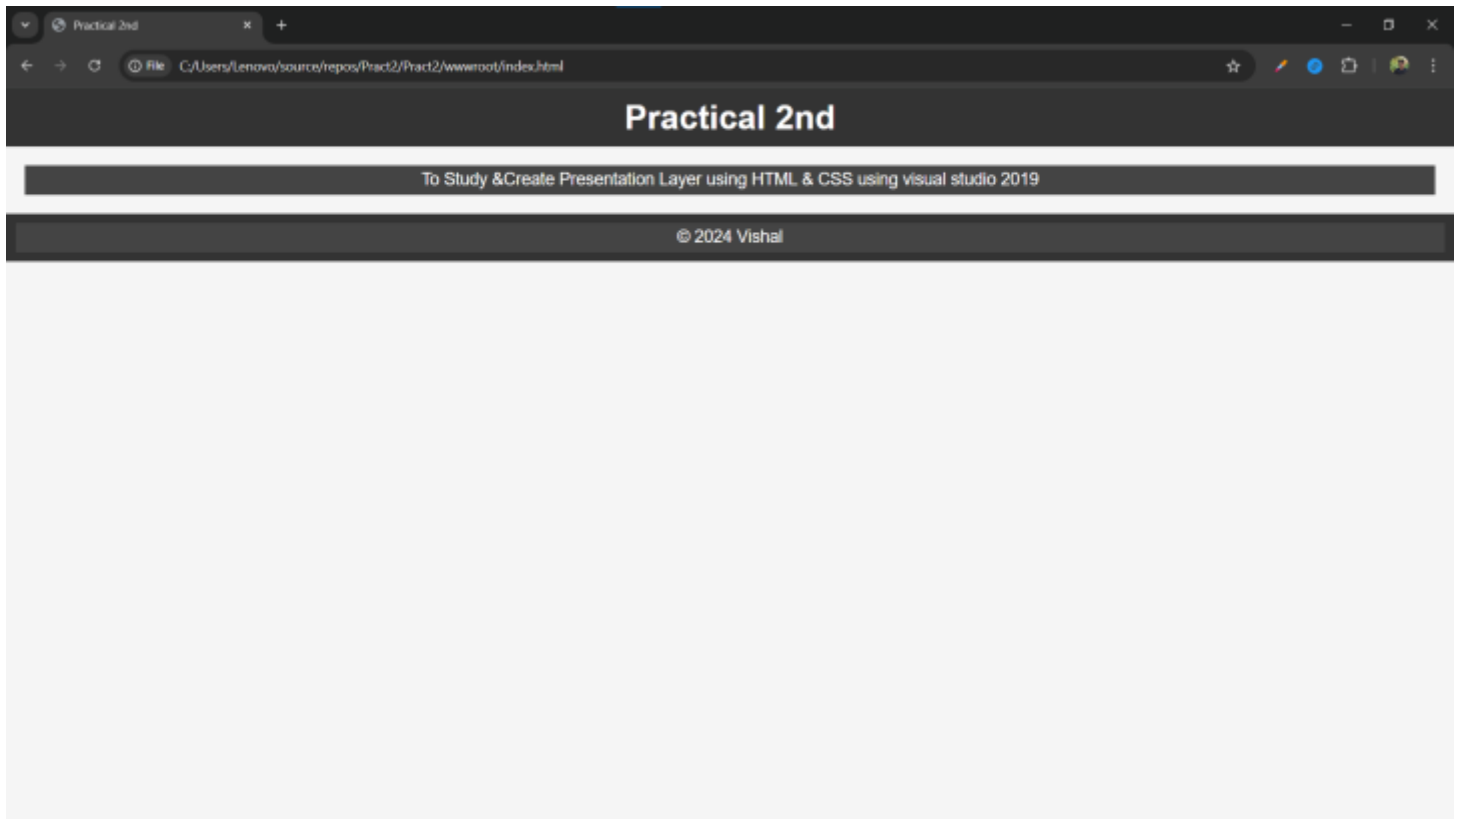 Practical 2nd
File C:/Users/Lenovo/source/repos/Pract2/Pract2/wwwroot/index.html
Practical 2nd
To Study &Create Presentation Layer using HTML & CSS using visual studio 2019
© 2024 Vishal